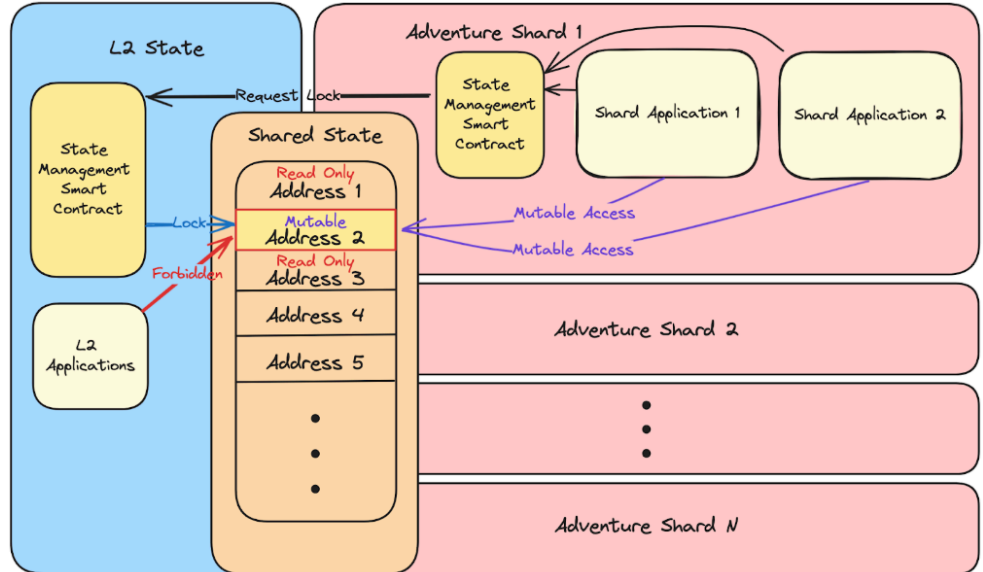 L2 State
Adventure Shard 1
State
Management
Smart
Contract
Shard Application 1
Shard Application 2
Request Lock
Shared State
State
Management
Smart
Contract
Read Only
Address 1
Lock
Mutable
Address 2
Mutable Access
Mutable Access
Forbidden
Read Only
Address 3
Address 4
Address 5
L2
Applications
Adventure Shard 2
Adventure Shard N